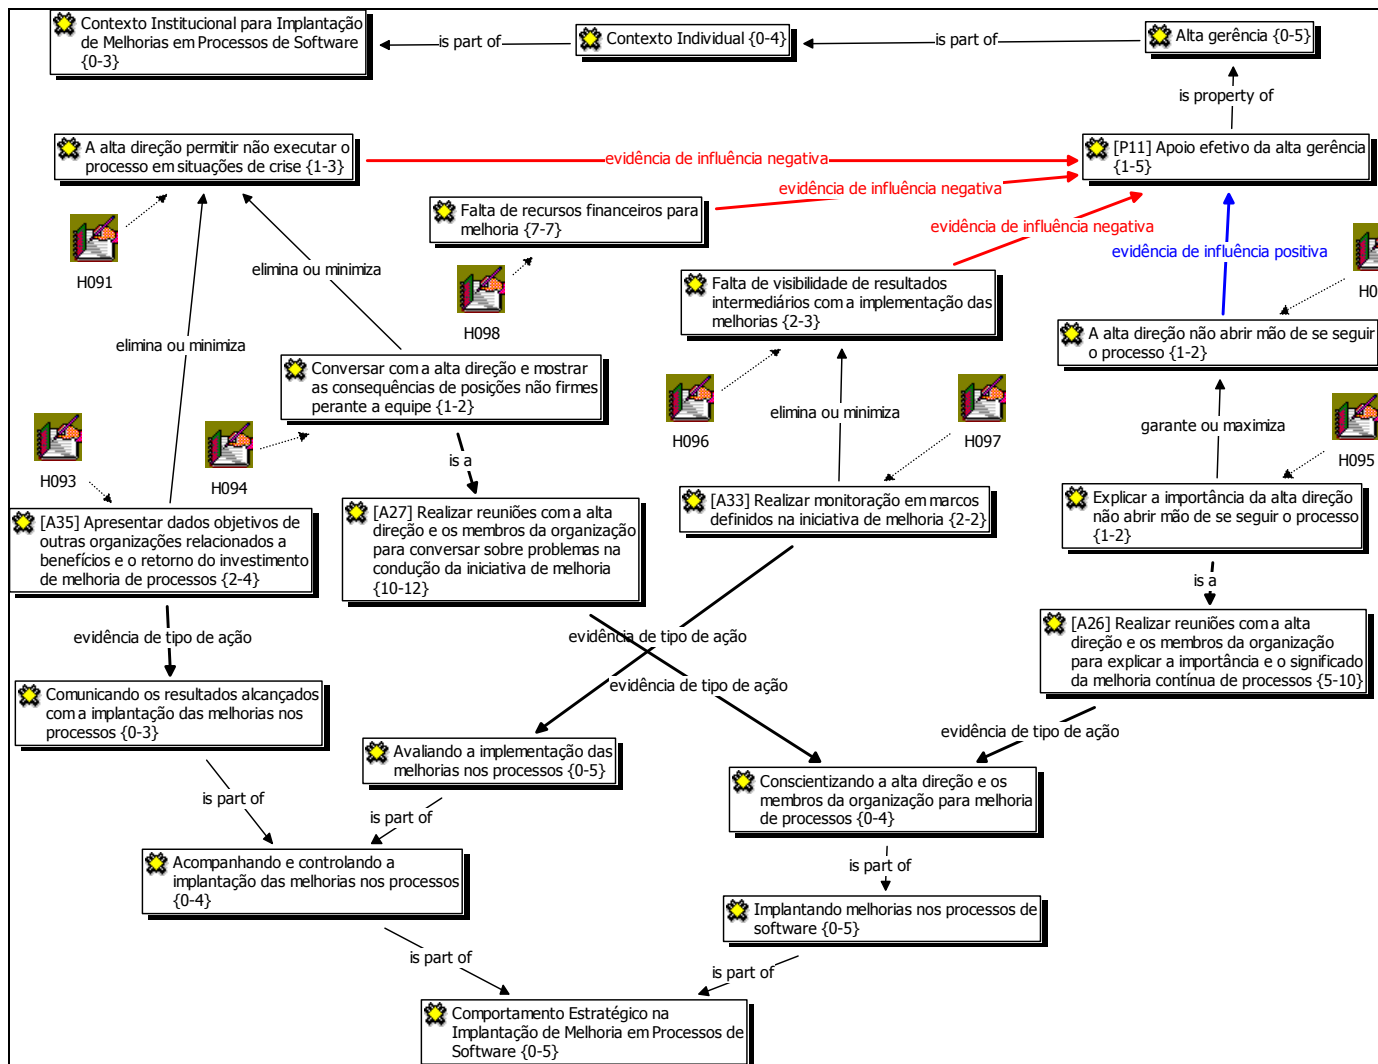 Contexto Institucional para Implantação
de Melhorias em Processos de Software
{0-3}
is part of
Contexto Individual {0-4}
is part of
Alta gerência {0-5}
is property of
A alta direção permitir não executar o
processo em situações de crise {1-3}
evidência de influência negativa
[P11] Apoio efetivo da alta gerência
{1-5}
evidência de influência negativa
Falta de recursos financeiros para
melhoria {7-7}
evidência de influência negativa
H091
elimina ou minimiza
evidência de influência positiva
Falta de visibilidade de resultados
intermediários com a implementação das
melhorias {2-3}
H098
H0
A alta direção não abrir mão de se seguir
o processo {1-2}
elimina ou minimiza
Conversar com a alta direção e mostrar
as consequências de posições não firmes
perante a equipe {1-2}
elimina ou minimiza
garante ou maximiza
H096
H097
H095
H093
H094
is a
[A35] Apresentar dados objetivos de
outras organizações relacionados a
benefícios e o retorno do investimento
de melhoria de processos {2-4}
[A27] Realizar reuniões com a alta
direção e os membros da organização
para conversar sobre problemas na
condução da iniciativa de melhoria
{10-12}
[A33] Realizar monitoração em marcos
definidos na iniciativa de melhoria {2-2}
Explicar a importância da alta direção
não abrir mão de se seguir o processo
{1-2}
is a
evidência de tipo de ação
evidência de tipo de ação
[A26] Realizar reuniões com a alta
direção e os membros da organização
para explicar a importância e o significado
da melhoria contínua de processos {5-10}
evidência de tipo de ação
Comunicando os resultados alcançados
com a implantação das melhorias nos
processos {0-3}
evidência de tipo de ação
Avaliando a implementação das
melhorias nos processos {0-5}
Conscientizando a alta direção e os
membros da organização para melhoria
de processos {0-4}
is part of
is part of
Acompanhando e controlando a
implantação das melhorias nos processos
{0-4}
is part of
Implantando melhorias nos processos de
software {0-5}
is part of
is part of
Comportamento Estratégico na
Implantação de Melhoria em Processos de
Software {0-5}